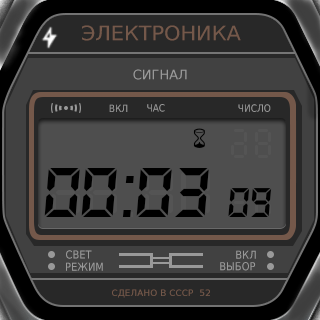 ЭЛЕКТРОНИКА
СИГНАЛ
ВКЛ ЧАС ЧИСЛО
00:03 09
СВЕТ ВКЛ
РЕЖИМ ВЫБОР
СДЕЛАНО В СССР 52